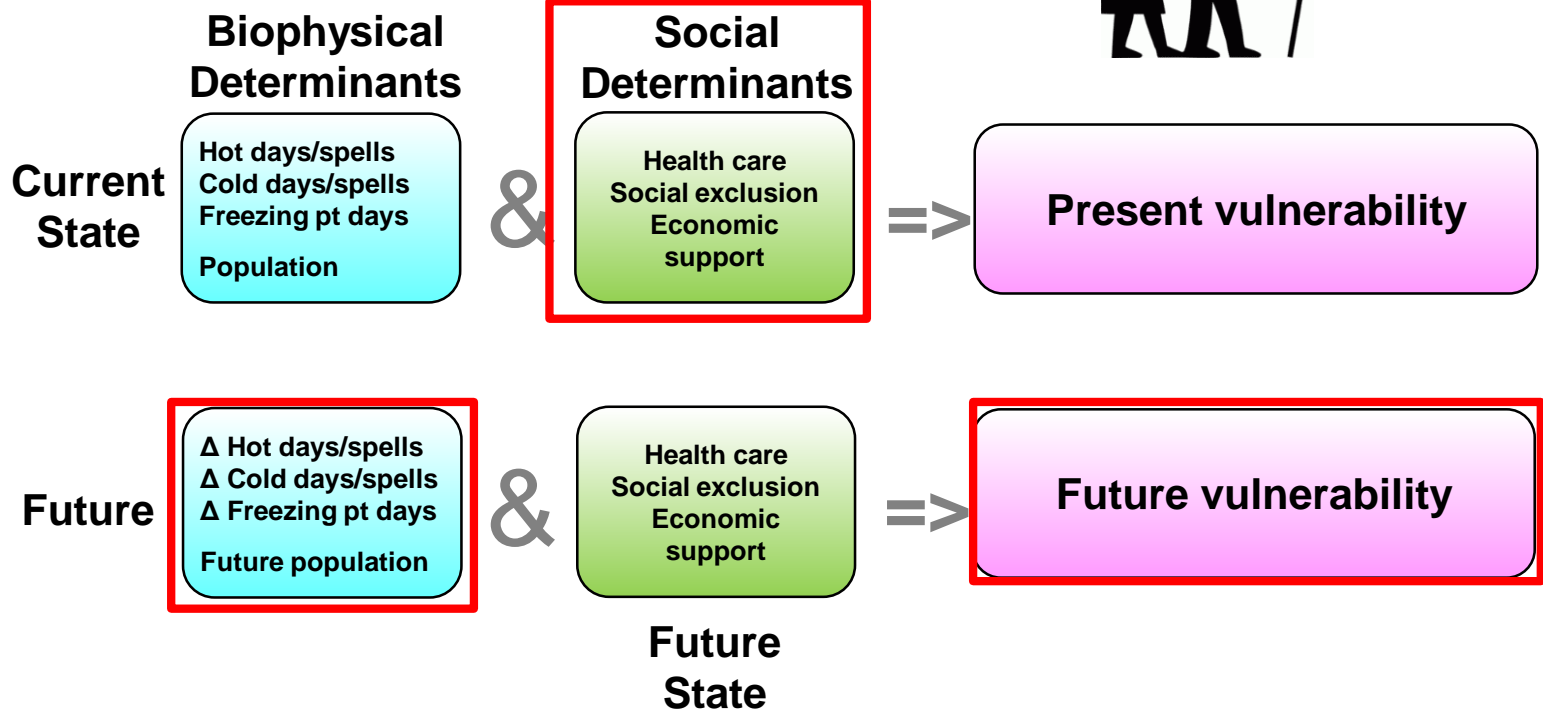 Biophysical
Determinants
Social
Determinants
Current
State
Hot days/spells
Cold days/spells
Freezing pt days
Population
&
Health care
Social exclusion
Economic
support
=>
Present vulnerability
Future
Δ Hot days/spells
Δ Cold days/spells
Δ Freezing pt days
Future population
&
Health care
Social exclusion
Economic
support
=>
Future vulnerability
Future
State